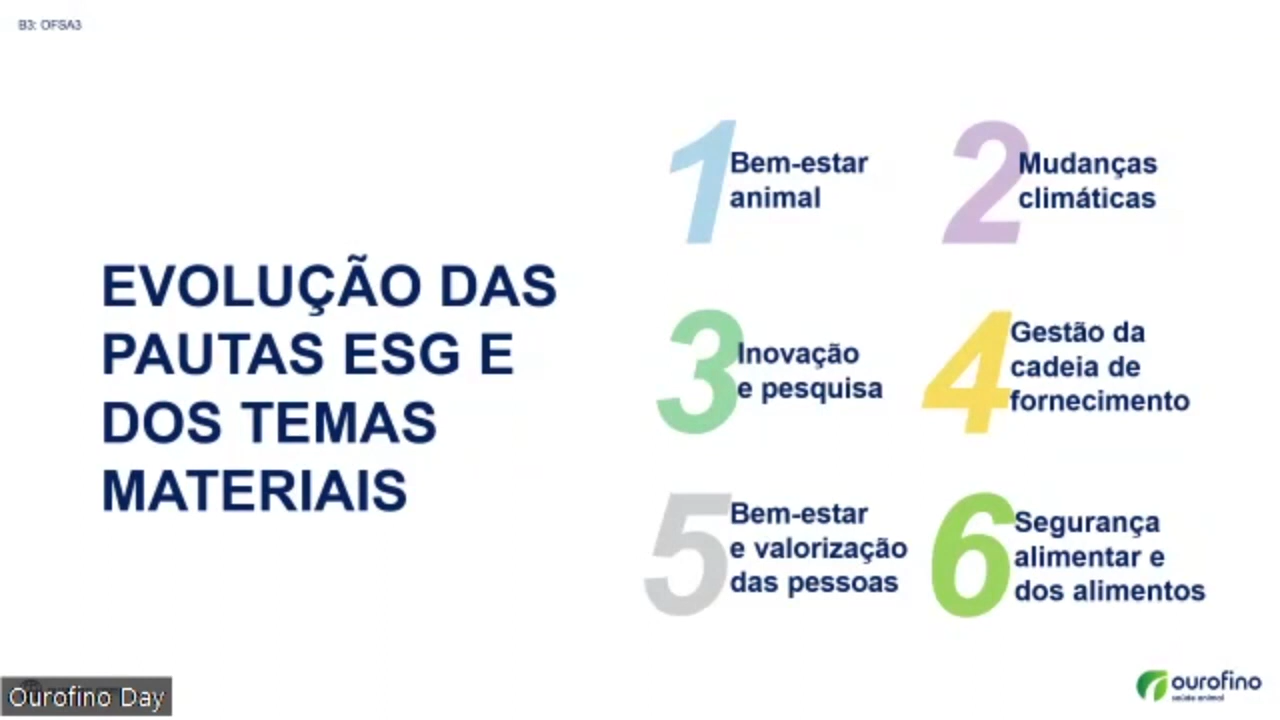 B3: OFSA3
EVOLUÇÃO DAS
PAUTAS ESG E
DOS TEMAS
MATERIAIS
1
Bem-estar
animal
2
Mudanças
climáticas
3
Inovação
e pesquisa
4
Gestão da
cadeia de
fornecimento
5
Bem-estar
e valorização
das pessoas
6
Segurança
alimentar e
dos alimentos
Ourofino Day
ourofino
saúde animal